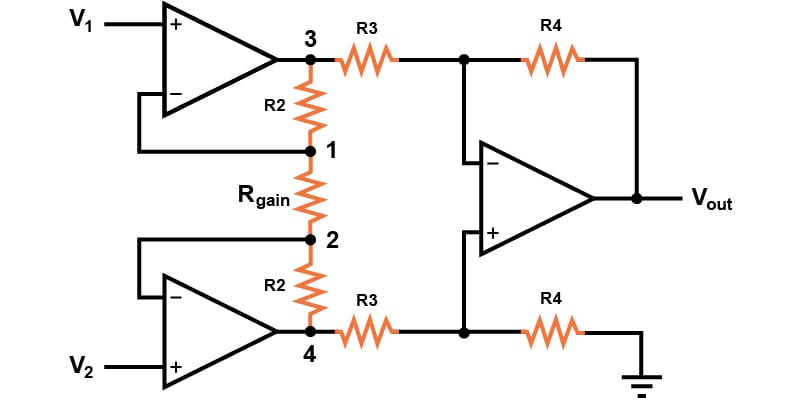 V1
+
3
R3
R4
−
R2
1
Rgain
−
Vout
2
+
R2
−
R3
R4
4
V2
+